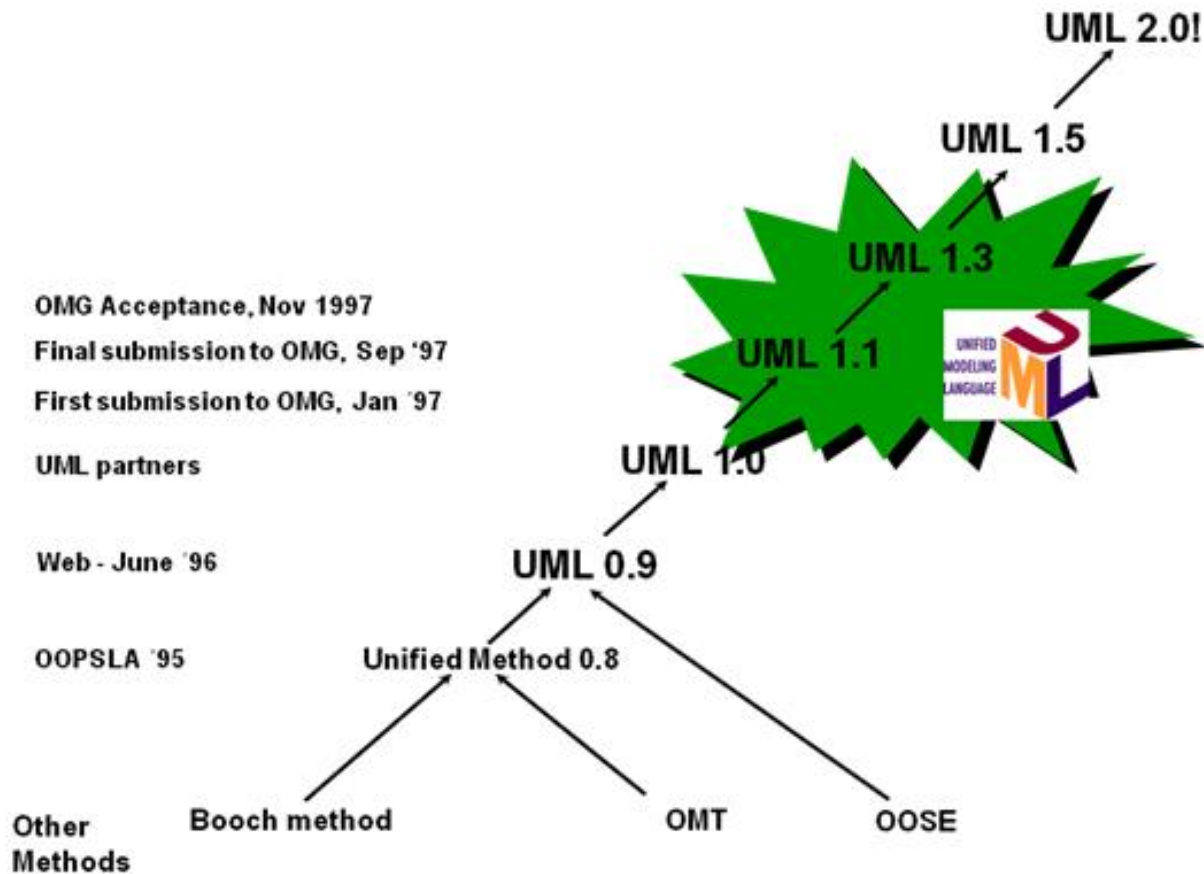 UML 2.0!
UML 1.5
UML 1.3
OMG Acceptance, Nov 1997
Final submission to OMG, Sep ‘97
UML 1.1
UNIFIED
MODELING
LANGUAGE
UML
First submission to OMG, Jan ´97
UML partners
UML 1.0
Web - June ´96
UML 0.9
OOPSLA ´95
Unified Method 0.8
Other
Methods
Booch method
OMT
OOSE